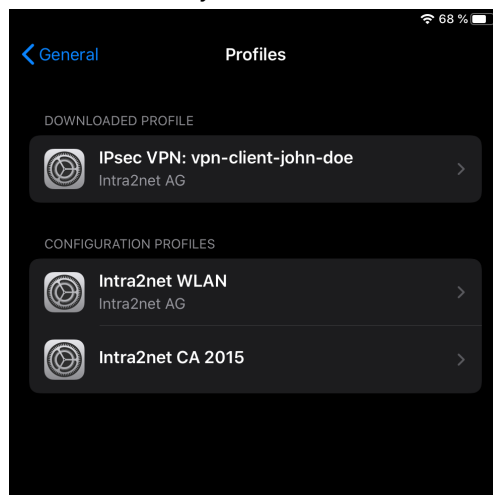 68 %
General
Profiles
DOWNLOADED PROFILE
IPsec VPN: vpn-client-john-doe
Intra2net AG
CONFIGURATION PROFILES
Intra2net WLAN
Intra2net AG
Intra2net CA 2015